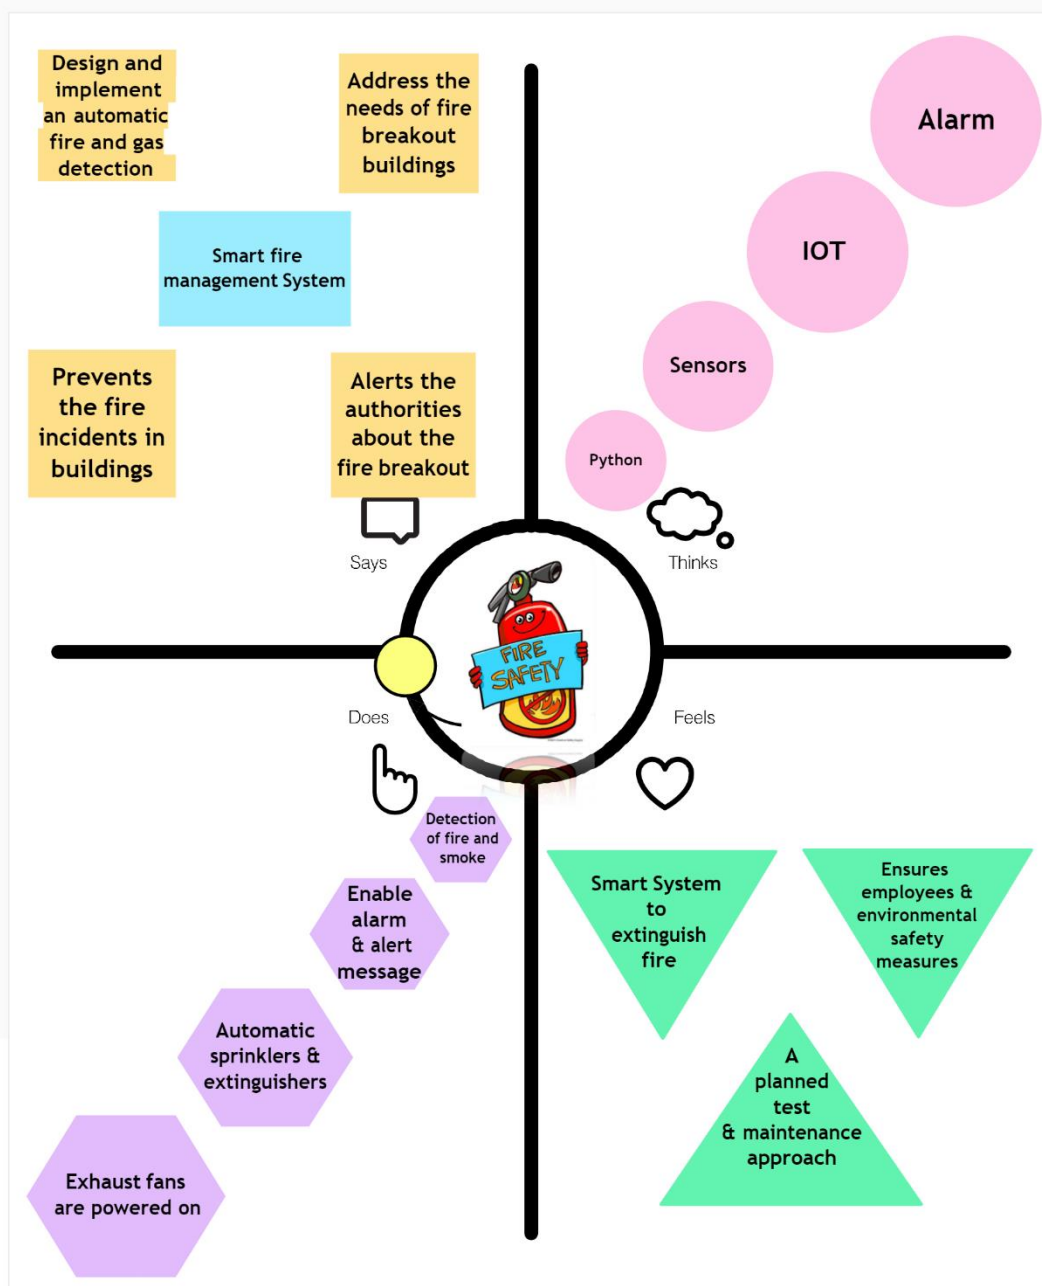 Design and
implement
an automatic
fire and gas
detection
Address the
needs of fire
breakout
buildings
Smart fire
management System
Prevents
the fire
incidents in
buildings
Alerts the
authorities
about the
fire breakout
Says
Alarm
IOT
Sensors
Python
Thinks
FIRE
SAFETY
Does
Detection
of fire and
smoke
Enable
alarm
& alert
message
Automatic
sprinklers &
extinguishers
Exhaust fans
are powered on
Feels
Smart System
to
extinguish
fire
Ensures
employees &
environmental
safety
measures
A
planned
test
& maintenance
approach